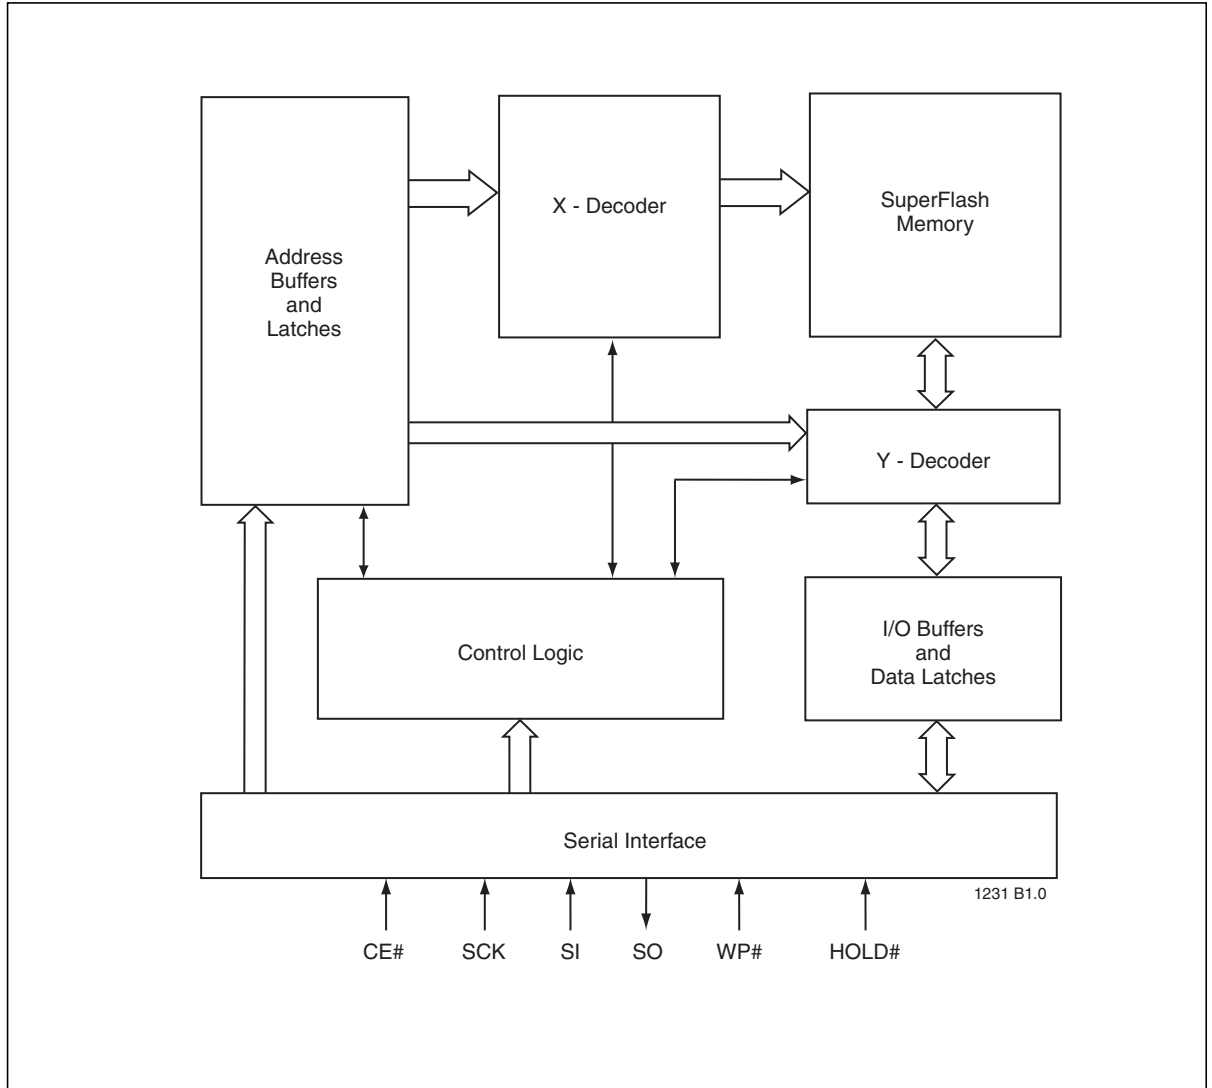 Address
Buffers
and
Latches
X - Decoder
SuperFlash
Memory
Y - Decoder
Control Logic
I/O Buffers
and
Data Latches
Serial Interface
1231 B1.0
CE# SCK SI SO WP# HOLD#